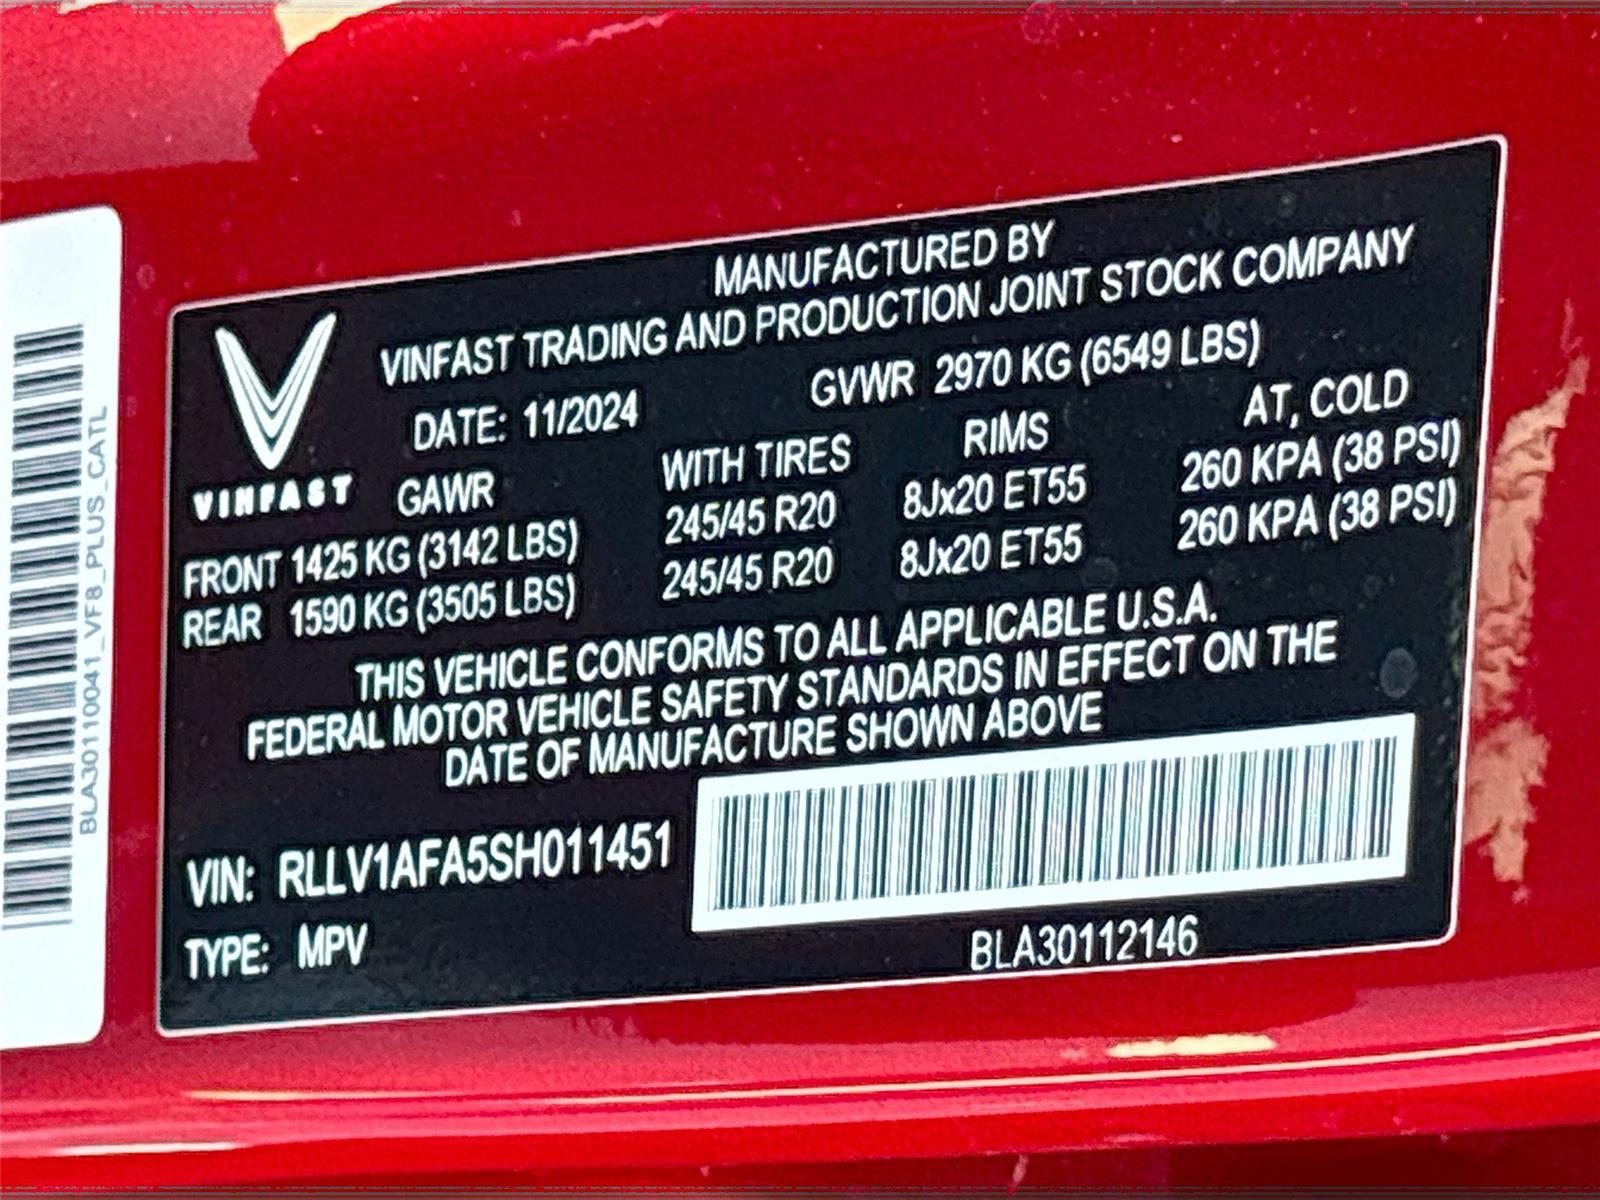 MANUFACTURED BY
VINFAST TRADING AND PRODUCTION JOINT STOCK COMPANY
DATE: 11/2024 GVWR 2970 KG (6549 LBS)
VINFAST
GAWR WITH TIRES RIMS AT, COLD
FRONT 1425 KG (3142 LBS) 245/45 R20 8Jx20 ET55 260 KPA (38 PSI)
REAR 1590 KG (3505 LBS) 245/45 R20 8Jx20 ET55 260 KPA (38 PSI)
THIS VEHICLE CONFORMS TO ALL APPLICABLE U.S.A.
FEDERAL MOTOR VEHICLE SAFETY STANDARDS IN EFFECT ON THE
DATE OF MANUFACTURE SHOWN ABOVE
VIN: RLLV1AFA5SH011451
TYPE: MPV
BLA30112146
BLA30110041_VF8_PLUS_CATL